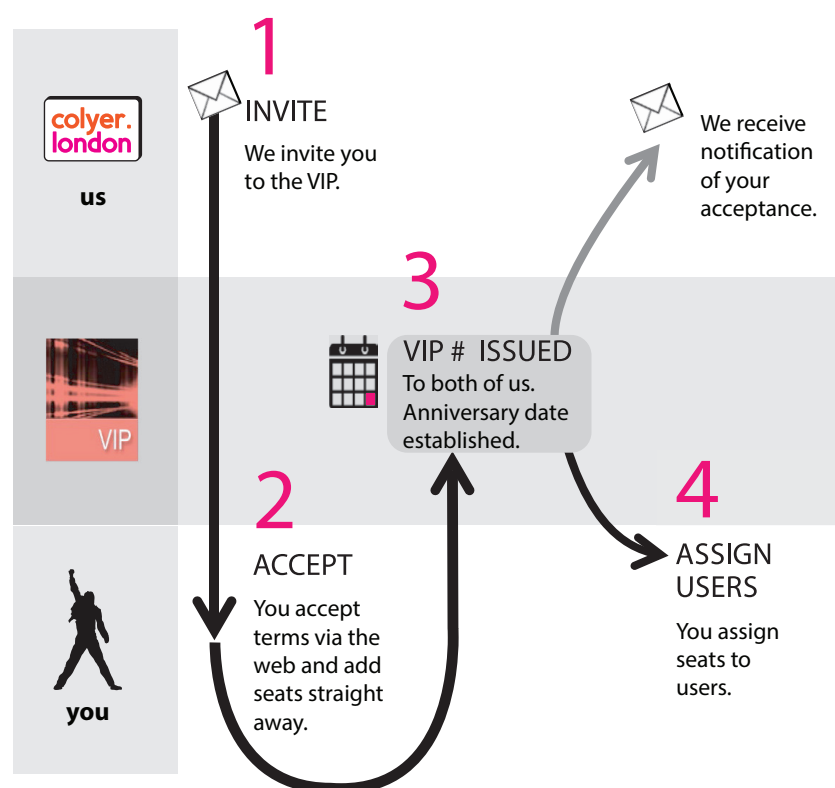 colyer.
london
us
1
INVITE
We invite you
to the VIP.
We receive
notification
of your
acceptance.
VIP
3
VIP # ISSUED
To both of us.
Anniversary date
established.
you
2
ACCEPT
You accept
terms via the
web and add
seats straight
away.
4
ASSIGN
USERS
You assign
seats to
users.